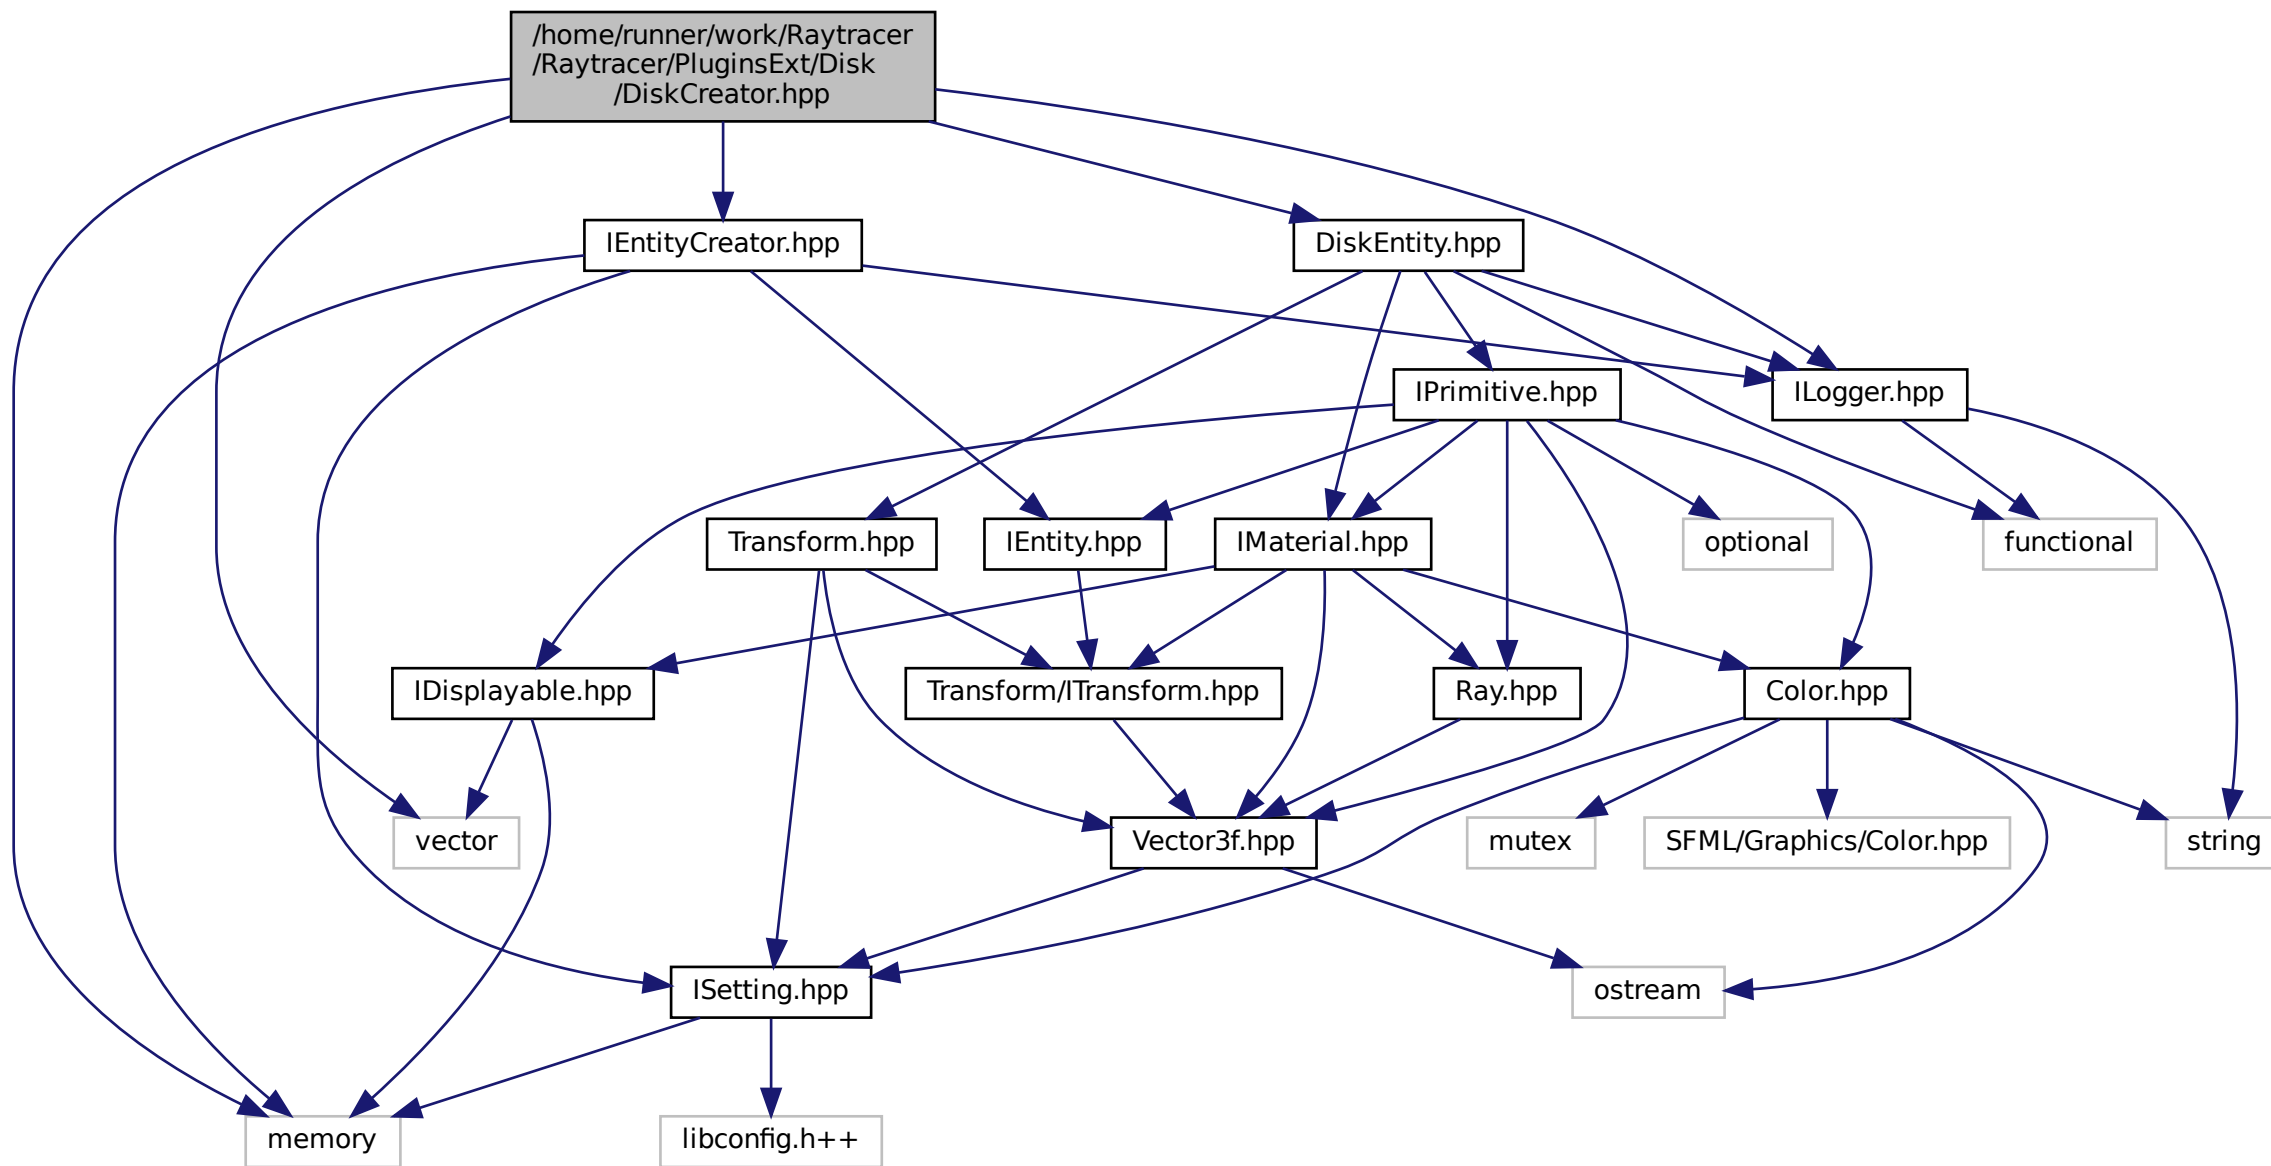 /home/runner/work/Raytracer
/Raytracer/PluginsExt/Disk
/DiskCreator.hpp
IEntityCreator.hpp
DiskEntity.hpp
IPrimitive.hpp
ILogger.hpp
Transform.hpp
IEntity.hpp
IMaterial.hpp
optional
functional
IDisplayable.hpp
Transform/ITransform.hpp
Ray.hpp
Color.hpp
vector
Vector3f.hpp
mutex
SFML/Graphics/Color.hpp
string
ISetting.hpp
ostream
memory
libconfig.h++